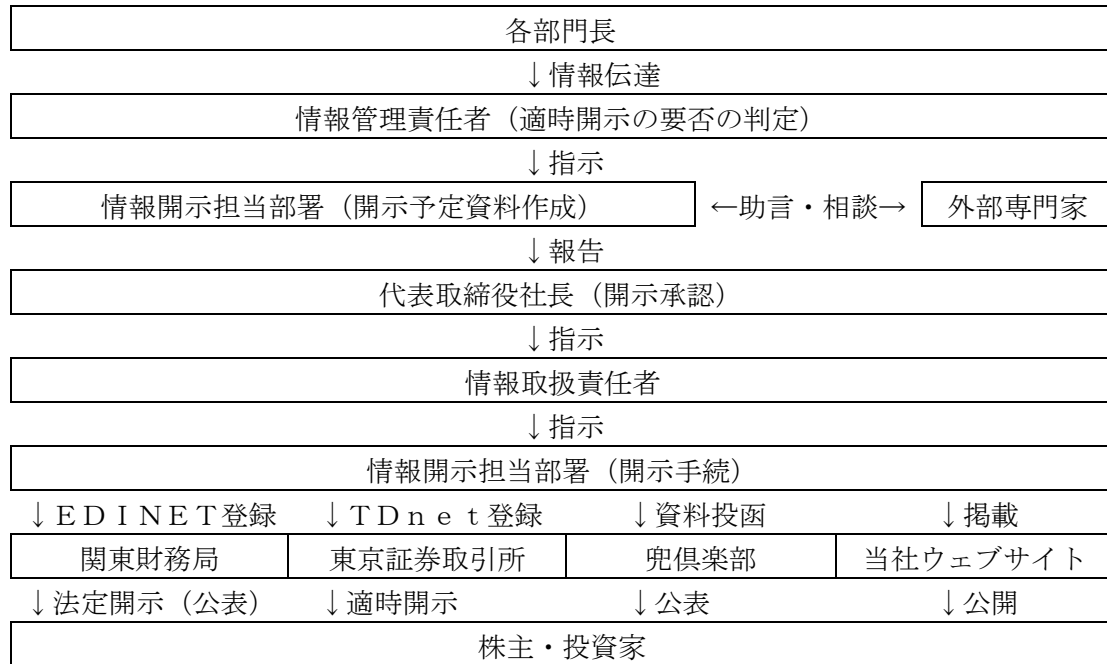 各部門長
↓情報伝達
情報管理責任者（適時開示の要否の判定）
↓指示
情報開示担当部署（開示予定資料作成） ←助言・相談→ 外部専門家
↓報告
代表取締役社長（開示承認）
↓指示
情報取扱責任者
↓指示
情報開示担当部署（開示手続）
↓ＥＤＩＮＥＴ登録 ↓ＴＤｎｅｔ登録 ↓資料投函 ↓掲載
関東財務局 東京証券取引所 兜倶楽部 当社ウェブサイト
↓法定開示（公表） ↓適時開示 ↓公表 ↓公開
株主・投資家